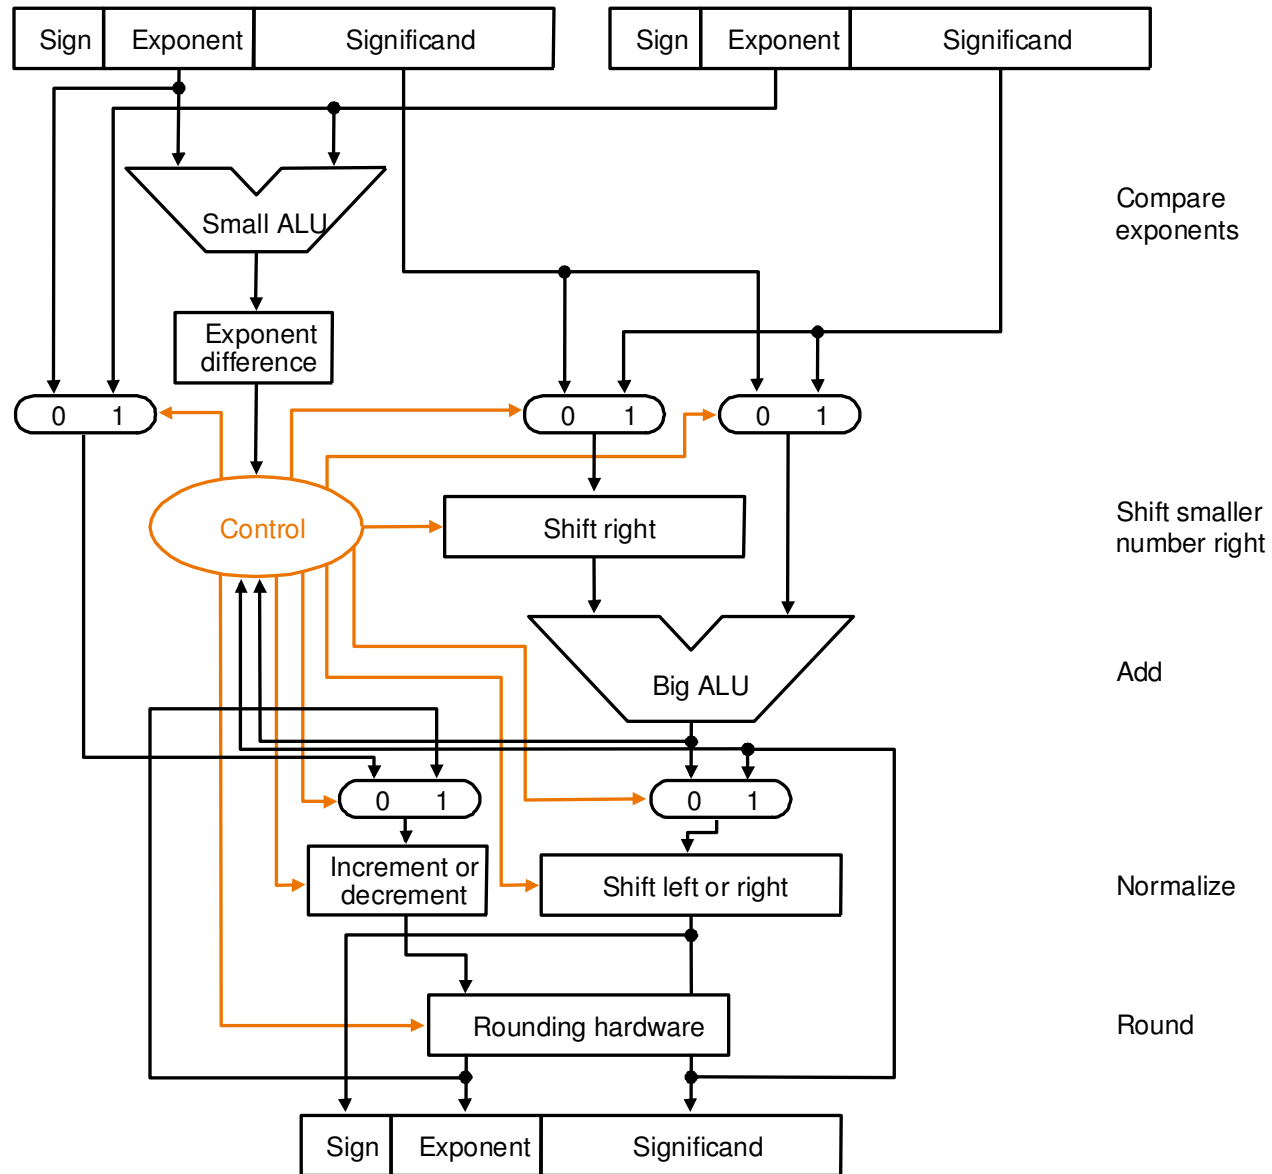 Sign Exponent Significand Sign Exponent Significand
Small ALU
Compare
exponents
Exponent
difference
0 1 0 1 0 1
Control
Shift right
Shift smaller
number right
Big ALU
Add
0 1 0 1
Increment or
decrement
Shift left or right
Normalize
Rounding hardware
Round
Sign Exponent Significand